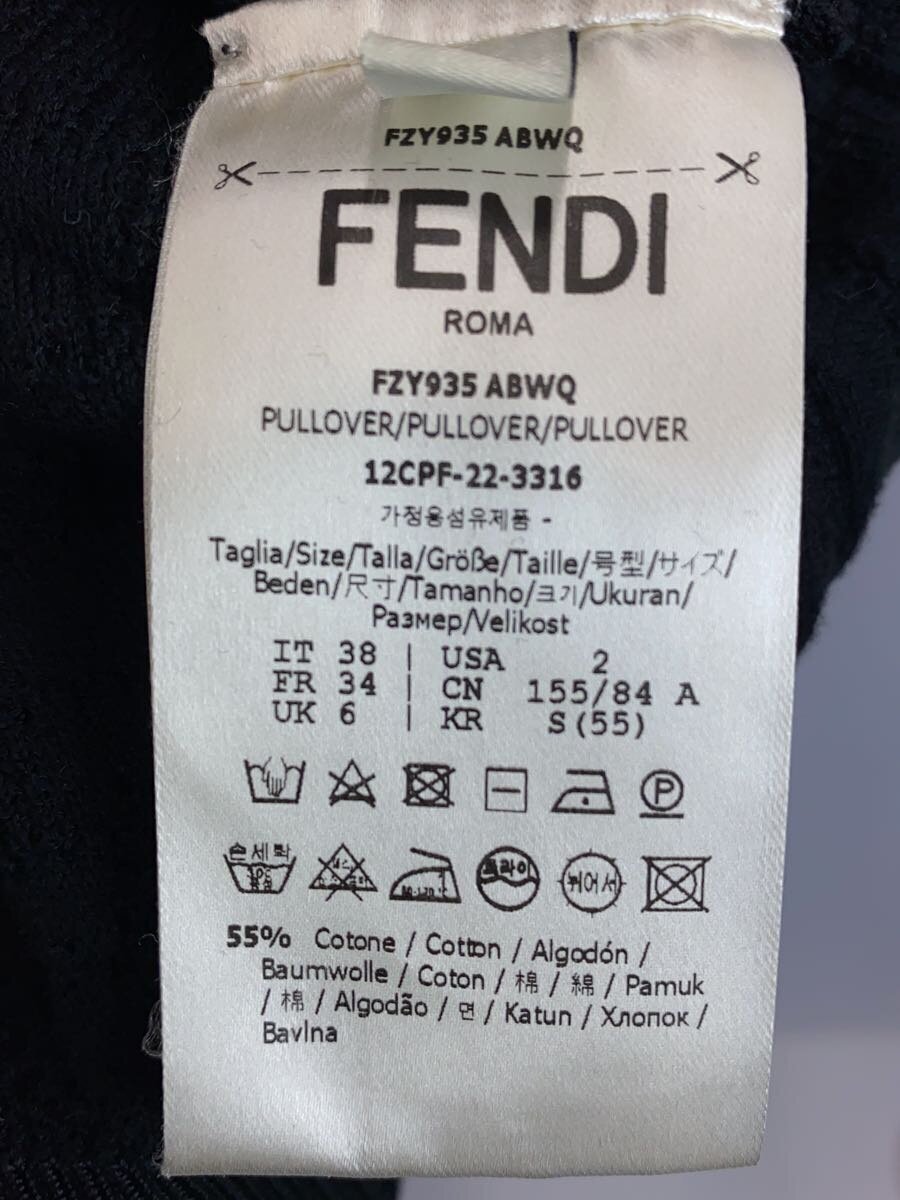 FZY935 ABWQ
FENDI
ROMA
FZY935 ABWQ
PULLOVER/PULLOVER/PULLOVER
12CPF-22-3316
가정용섬유제품 -
Taglia/Size/Talla/Größe/Taille/号型/サイズ/
Beden/尺寸/Tamanho/크기/Ukuran/
Размер/Velikost
IT 38 | USA 2
FR 34 | CN 155/84 A
UK 6 | KR S(55)
P
손세탁
드라이
뉘어서
55% Cotone / Cotton / Algodón /
Baumwolle / Coton / 棉 / 綿 / Pamuk
/ 棉 / Algodão / 면 / Katun / Хлопок /
Bavlna